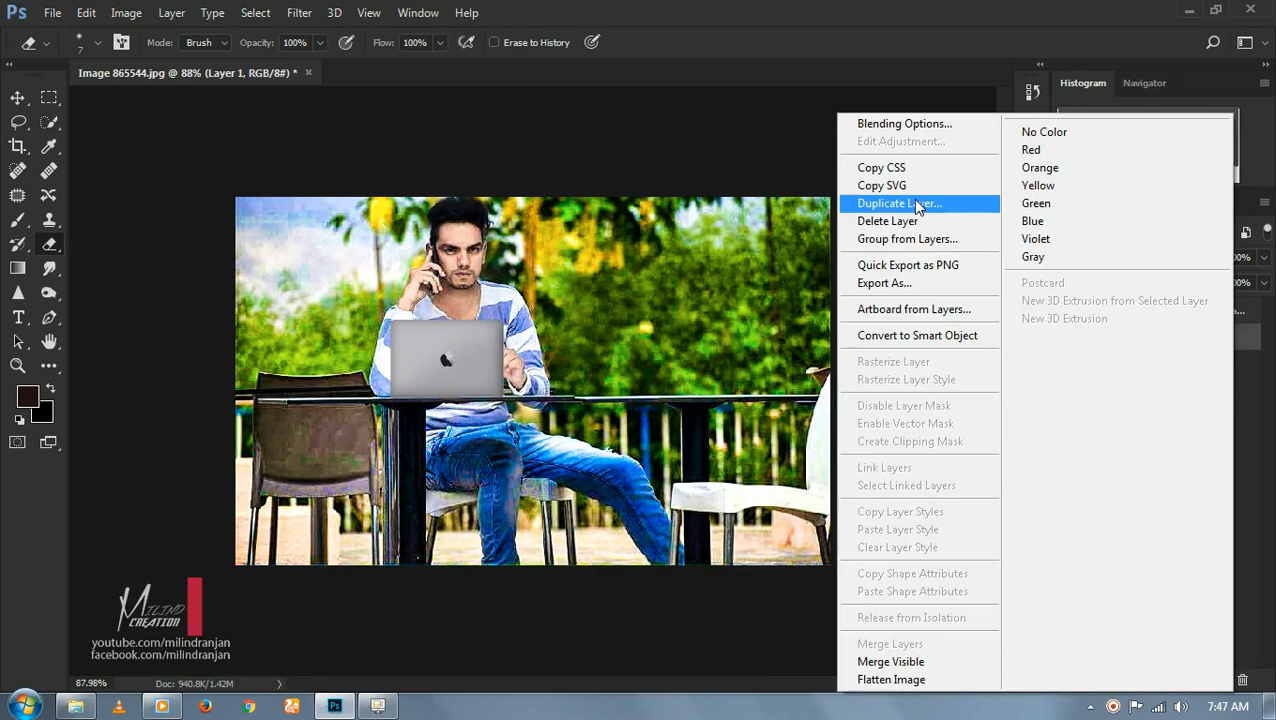 Ps File Edit Image Layer Type Select Filter 3D View Window Help
7 Mode: Brush Opacity: 100% Flow: 100% Erase to History
Image 865544.jpg @ 88% (Layer 1, RGB/8#) * ×
Histogram Navigator
Blending Options...
Edit Adjustment...
Copy CSS
Copy SVG
Duplicate Layer...
Delete Layer
Group from Layers...
Quick Export as PNG
Export As...
Artboard from Layers...
Convert to Smart Object
Rasterize Layer
Rasterize Layer Style
Disable Layer Mask
Enable Vector Mask
Create Clipping Mask
Link Layers
Select Linked Layers
Copy Layer Styles
Paste Layer Style
Clear Layer Style
Copy Shape Attributes
Paste Shape Attributes
Release from Isolation
Merge Layers
Merge Visible
Flatten Image
No Color
Red
Orange
Yellow
Green
Blue
Violet
Gray
Postcard
New 3D Extrusion from Selected Layer
New 3D Extrusion
MILIND
CREATION
youtube.com/milindranjan
facebook.com/milindranjan
87.98% Doc: 940.8K/1.42M
Ps
7:47 AM